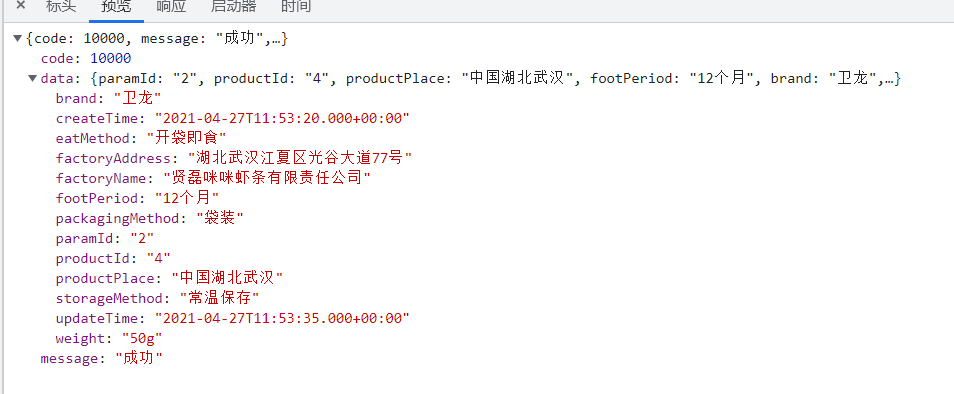 × 标头 预览 响应 启动器 时间
▼{code: 10000, message: "成功",…}
code: 10000
▼data: {paramId: "2", productId: "4", productPlace: "中国湖北武汉", footPeriod: "12个月", brand: "卫龙",…}
brand: "卫龙"
createTime: "2021-04-27T11:53:20.000+00:00"
eatMethod: "开袋即食"
factoryAddress: "湖北武汉江夏区光谷大道77号"
factoryName: "贤磊咪咪虾条有限责任公司"
footPeriod: "12个月"
packagingMethod: "袋装"
paramId: "2"
productId: "4"
productPlace: "中国湖北武汉"
storageMethod: "常温保存"
updateTime: "2021-04-27T11:53:35.000+00:00"
weight: "50g"
message: "成功"